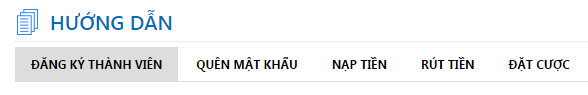 HƯỚNG DẪN
ĐĂNG KÝ THÀNH VIÊN QUÊN MẬT KHẨU NẠP TIỀN RÚT TIỀN ĐẶT CƯỢC